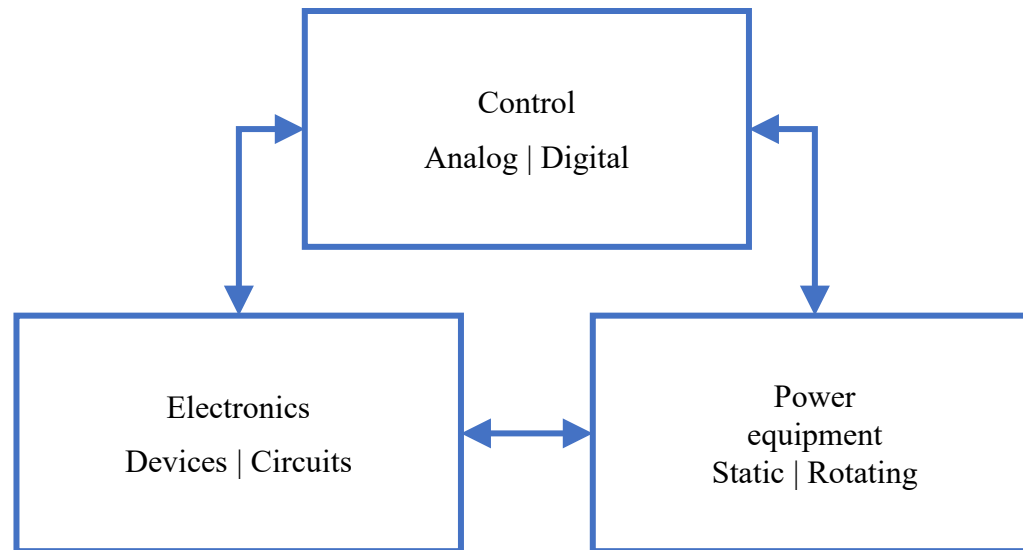 Control
Analog | Digital
Electronics
Devices | Circuits
Power
equipment
Static | Rotating